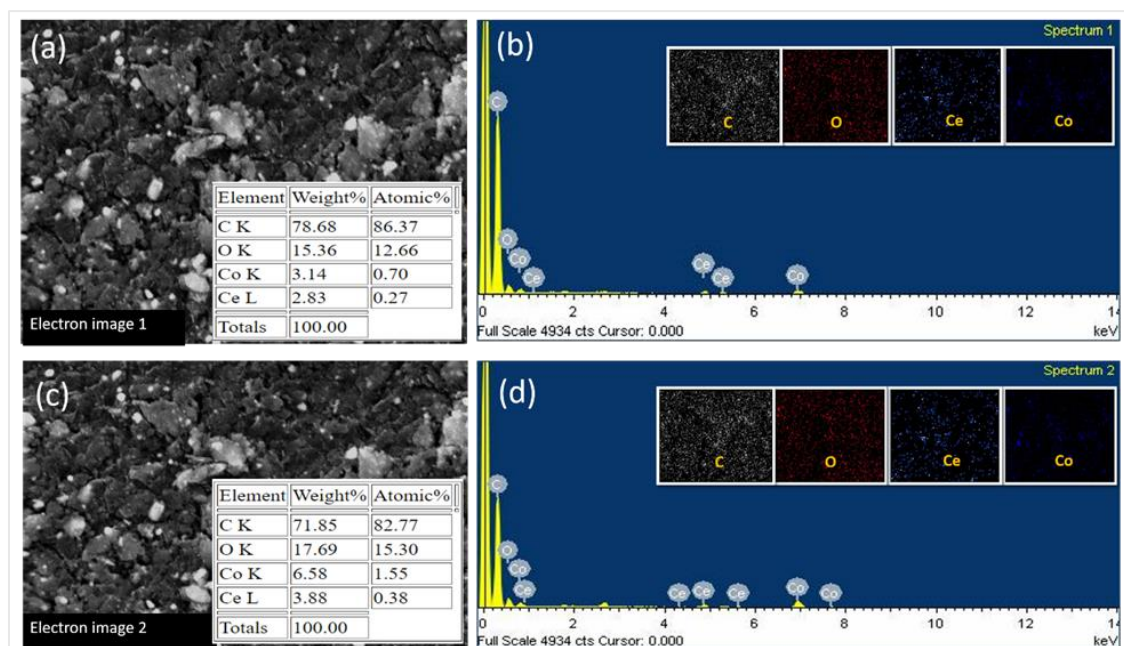 (a)
Element Weight% Atomic%
C K 78.68 86.37
O K 15.36 12.66
Co K 3.14 0.70
Ce L 2.83 0.27
Totals 100.00
Electron image 1
(b)
Spectrum 1
C O Ce Co
C
O
Co
Ce
Ce
Ce
Co
0 2 4 6 8 10 12 14
Full Scale 4934 cts Cursor: 0.000 keV
(c)
Element Weight% Atomic%
C K 71.85 82.77
O K 17.69 15.30
Co K 6.58 1.55
Ce L 3.88 0.38
Totals 100.00
Electron image 2
(d)
Spectrum 2
C O Ce Co
C
O
Co
Ce
Ce
Ce
Ce
Co
Co
0 2 4 6 8 10 12 14
Full Scale 4934 cts Cursor: 0.000 keV